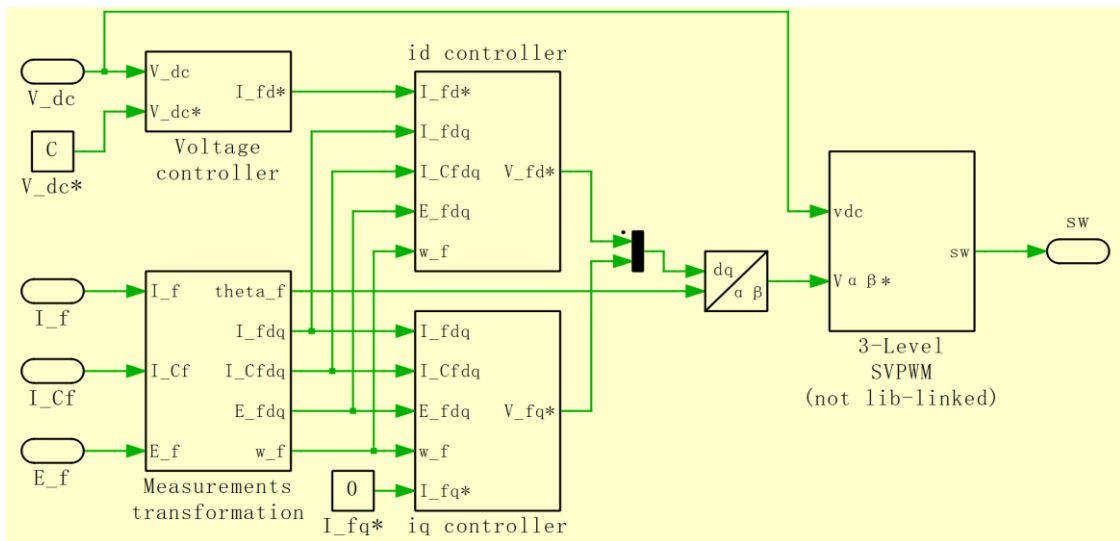 V_dc
C
V_dc*
V_dc
V_dc*
I_fd*
Voltage
controller
id controller
I_fd*
I_fdq
I_Cfdq
E_fdq
w_f
V_fd*
I_f
I_Cf
E_f
I_f
I_Cf
E_f
theta_f
I_fdq
I_Cfdq
E_fdq
w_f
Measurements
transformation
0
I_fq*
I_fdq
I_Cfdq
E_fdq
w_f
I_fq*
V_fq*
iq controller
dq
αβ
vdc
Vαβ*
sw
3-Level
SVPWM
(not lib-linked)
sw